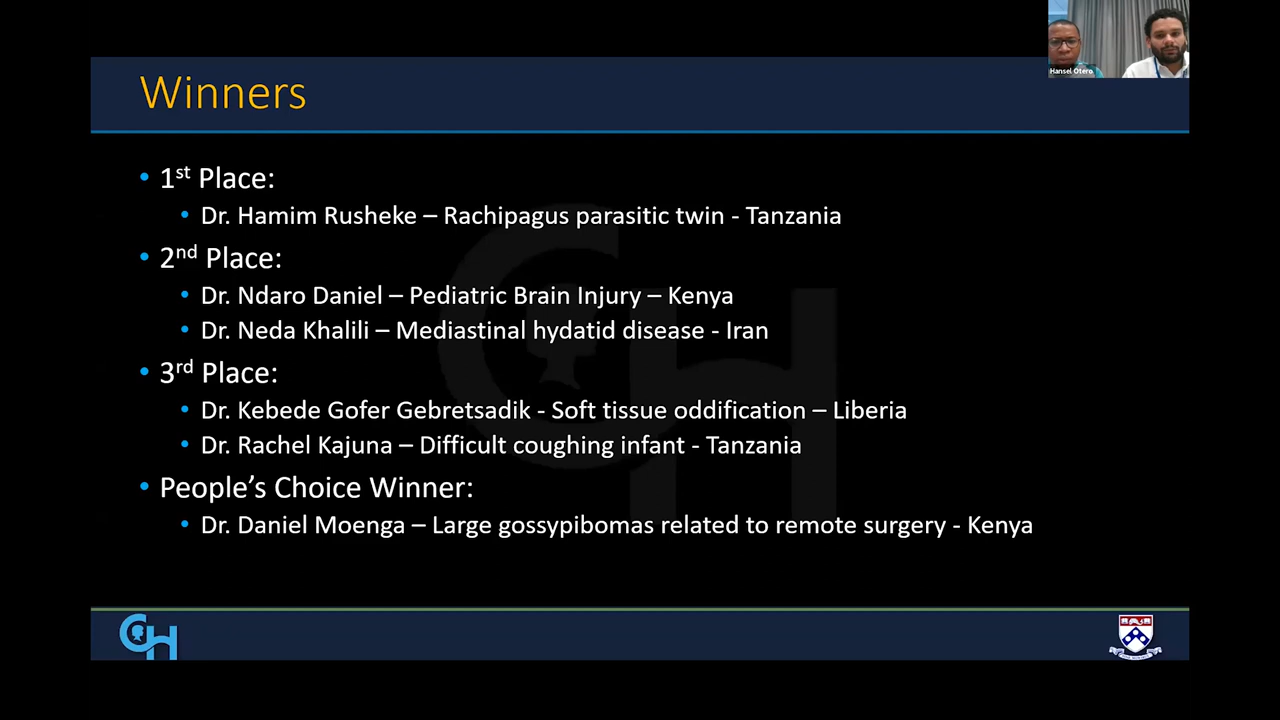 Hansel Otero
Winners
• 1st Place:
• Dr. Hamim Rusheke – Rachipagus parasitic twin - Tanzania
• 2nd Place:
• Dr. Ndaro Daniel – Pediatric Brain Injury – Kenya
• Dr. Neda Khalili – Mediastinal hydatid disease - Iran
• 3rd Place:
• Dr. Kebede Gofer Gebretsadik - Soft tissue oddification – Liberia
• Dr. Rachel Kajuna – Difficult coughing infant - Tanzania
• People’s Choice Winner:
• Dr. Daniel Moenga – Large gossypibomas related to remote surgery - Kenya
CH